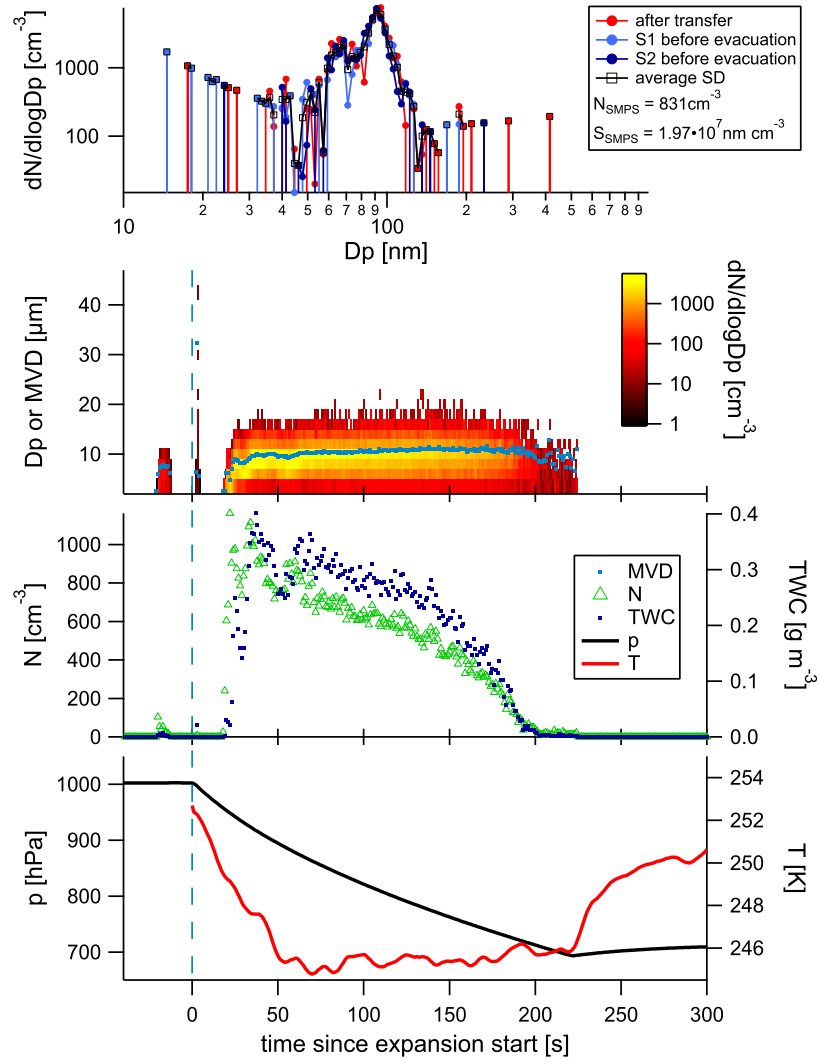 dN/dlogDp [cm⁻³]
1000
100
after transfer
S1 before evacuation
S2 before evacuation
average SD
N_SMPS = 831cm⁻³
S_SMPS = 1.97•10⁷nm cm⁻³
10 2 3 4 5 6 7 8 9 100 2 3 4 5 6 7 8 9
Dp [nm]
Dp or MVD [µm]
40
30
20
10
1000
100
10
1
dN/dlogDp [cm⁻³]
N [cm⁻³]
1000
800
600
400
200
0
MVD
N
TWC
p
T
0.4
0.3
0.2
0.1
0.0
TWC [g m⁻³]
p [hPa]
1000
900
800
700
254
252
250
248
246
T [K]
0 50 100 150 200 250 300
time since expansion start [s]